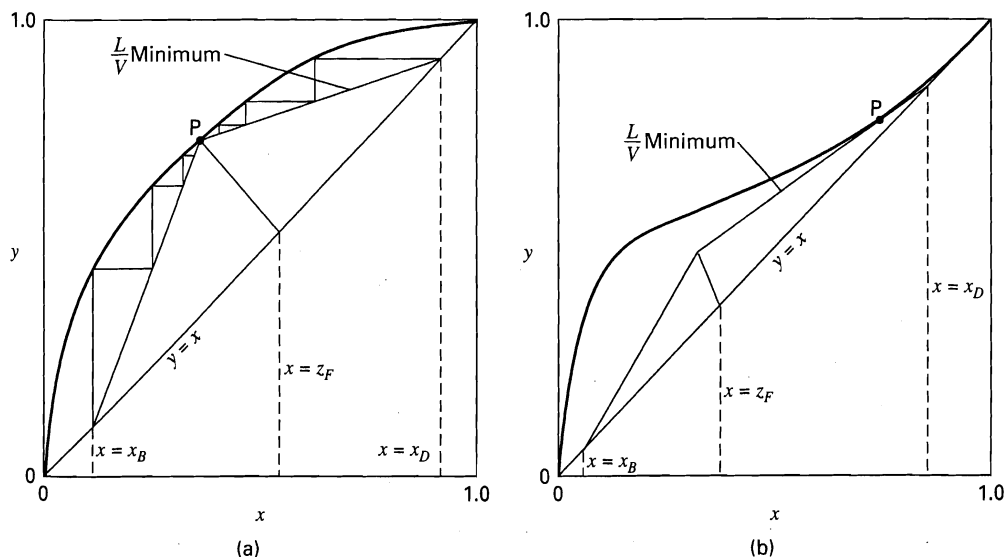 1.0
L/V Minimum
P
y
y = x
x = z_F
x = x_B
x = x_D
0
0
1.0
x
(a)
1.0
P
L/V Minimum
y
y = x
x = x_D
x = z_F
x = x_B
0
0
1.0
x
(b)